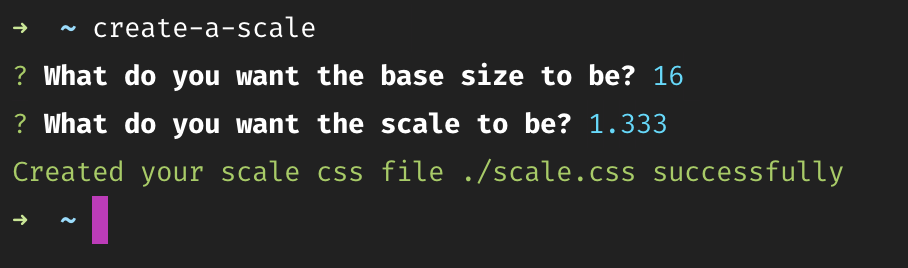 ➜  ~ create-a-scale
? What do you want the base size to be? 16
? What do you want the scale to be? 1.333
Created your scale css file ./scale.css successfully
➜  ~